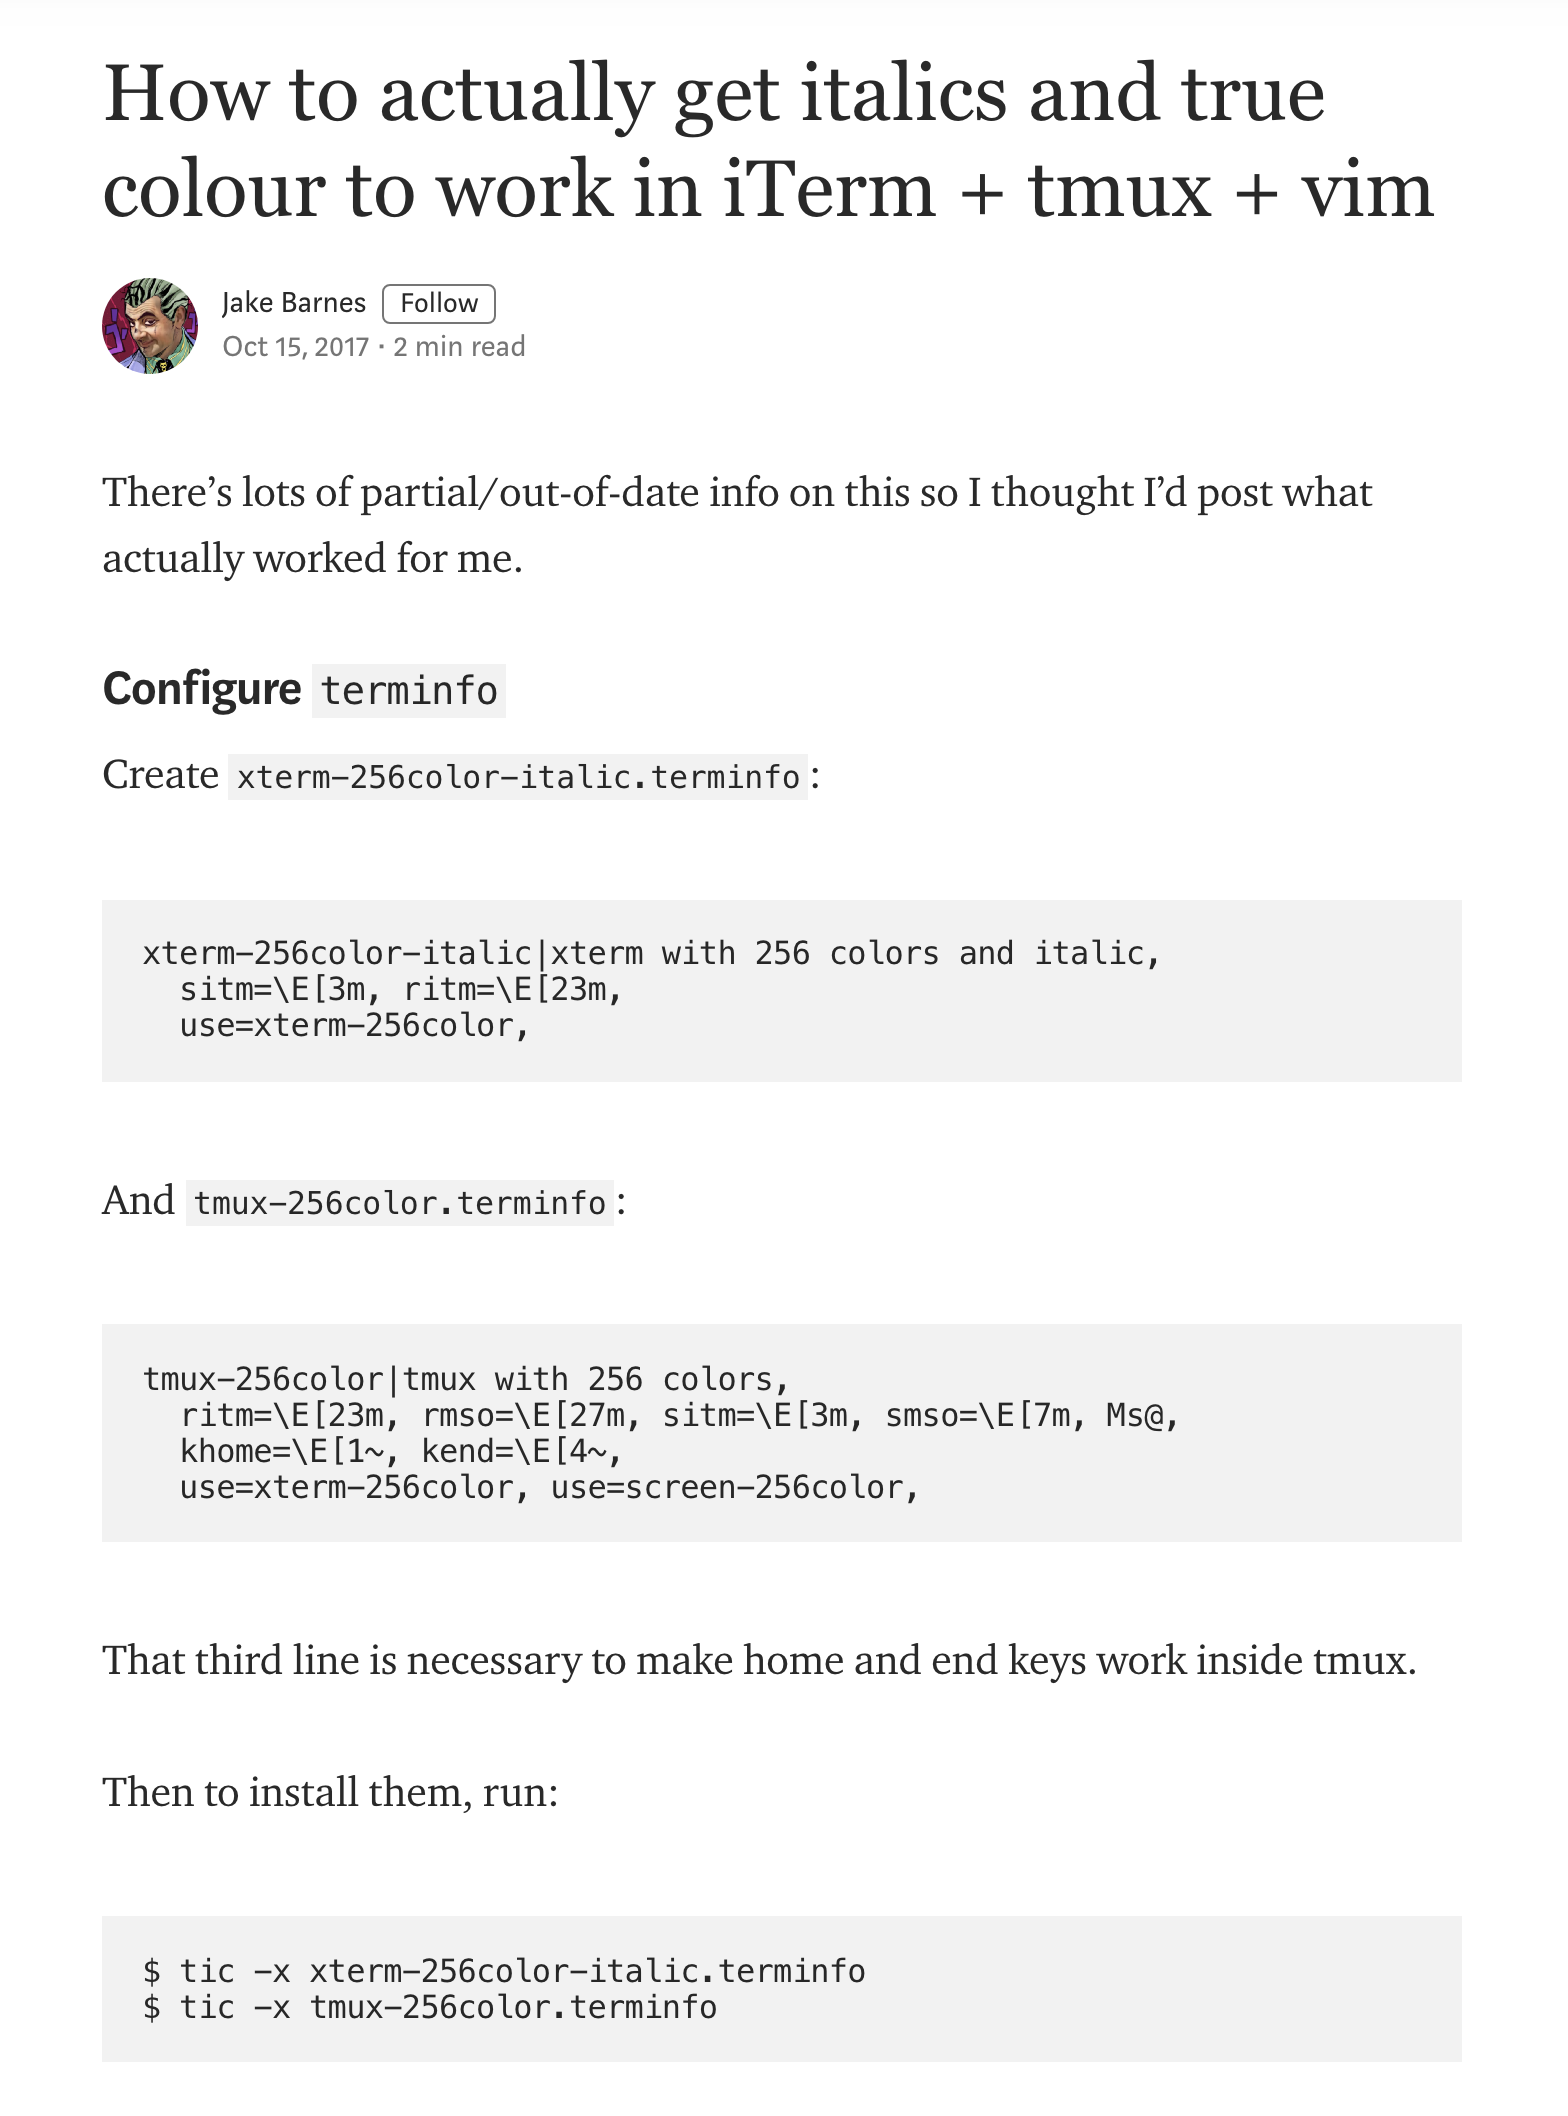 How to actually get italics and true
colour to work in iTerm + tmux + vim
Jake Barnes Follow
Oct 15, 2017 · 2 min read
There’s lots of partial/out-of-date info on this so I thought I’d post what
actually worked for me.
Configure terminfo
Create xterm-256color-italic.terminfo:
xterm-256color-italic|xterm with 256 colors and italic,
  sitm=\E[3m, ritm=\E[23m,
  use=xterm-256color,
And tmux-256color.terminfo:
tmux-256color|tmux with 256 colors,
  ritm=\E[23m, rmso=\E[27m, sitm=\E[3m, smso=\E[7m, Ms@,
  khome=\E[1~, kend=\E[4~,
  use=xterm-256color, use=screen-256color,
That third line is necessary to make home and end keys work inside tmux.
Then to install them, run:
$ tic -x xterm-256color-italic.terminfo
$ tic -x tmux-256color.terminfo